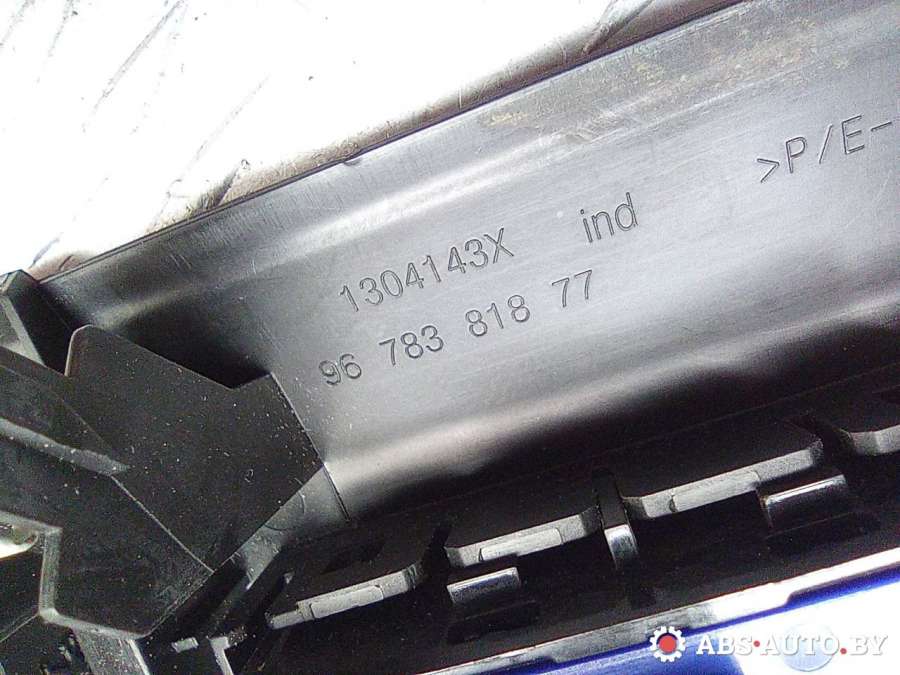 1304143X ind >P/E-
96 783 818 77
ABS-AUTO.BY